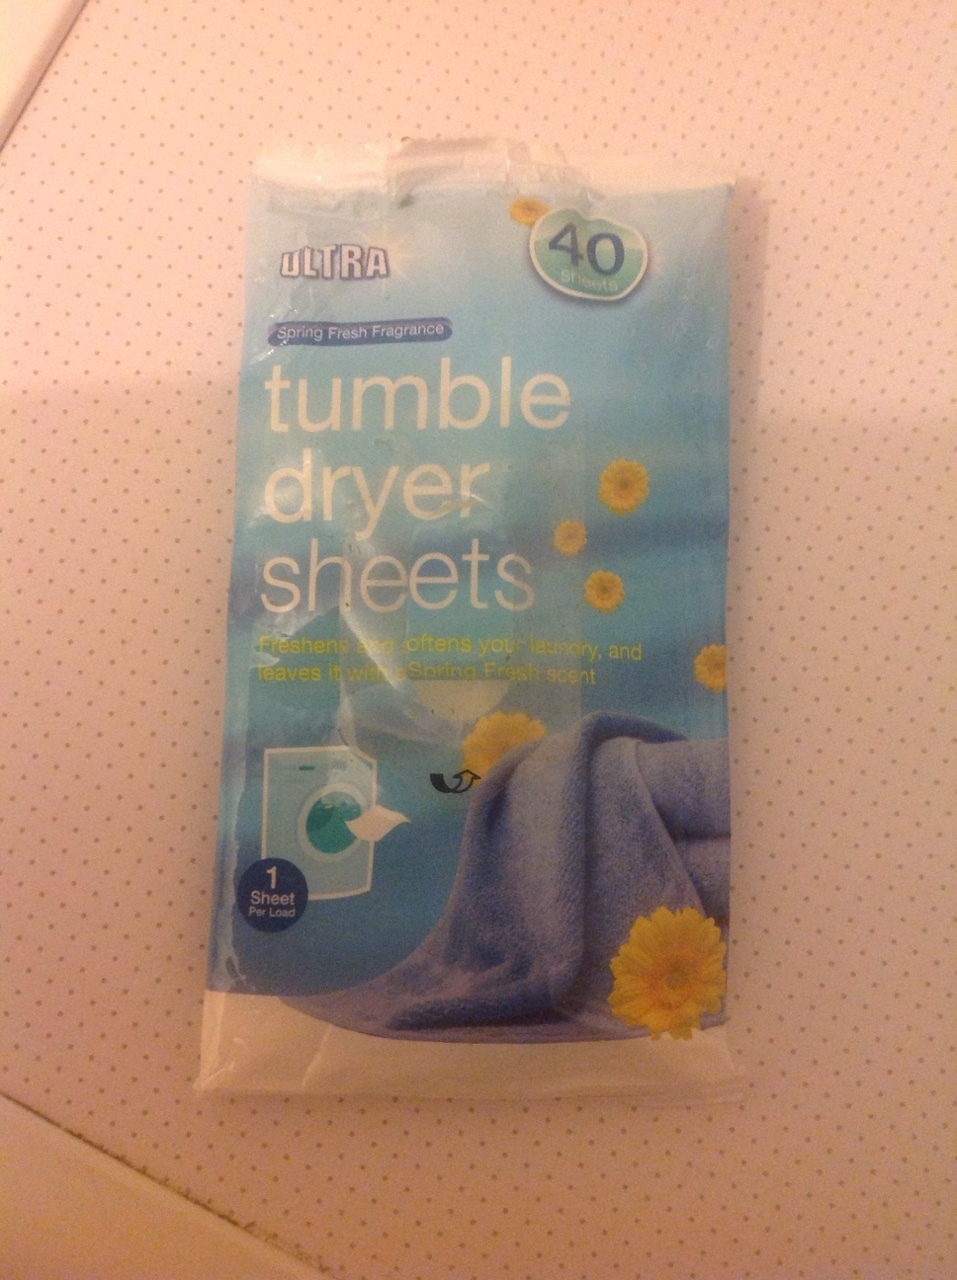 ULTRA
40
sheets
Spring Fresh Fragrance
tumble
dryer
sheets
Freshens and softens your laundry, and
leaves it with a Spring Fresh scent
1
Sheet
Per Load